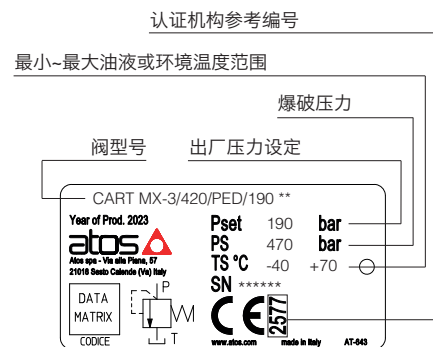 认证机构参考编号
最小~最大油液或环境温度范围
爆破压力
阀型号 出厂压力设定
CART MX-3/420/PED/190 **
Year of Prod. 2023
atos
Atos spa - Via alla Piana, 57
21018 Sesto Calende (Va) Italy
Pset 190 bar
PS 470 bar
TS °C -40 +70
SN ******
DATA
MATRIX
CODICE
P
T
CE 2577
www.atos.com made in Italy AT-643